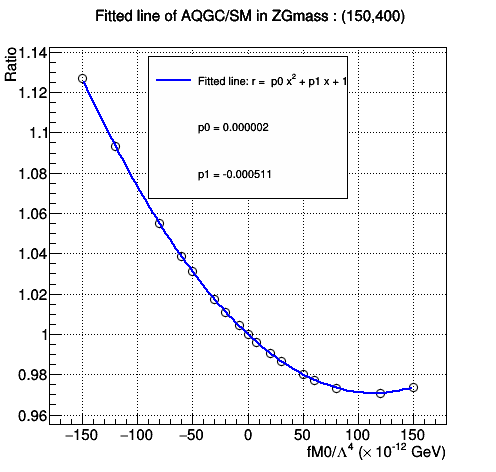 Fitted line of AQGC/SM in ZGmass : (150,400)
Ratio
1.14
1.12
1.1
1.08
1.06
1.04
1.02
1
0.98
0.96
Fitted line: r = p0 x² + p1 x + 1
p0 = 0.000002
p1 = -0.000511
−150 −100 −50 0 50 100 150
fM0/Λ⁴ (× 10⁻¹² GeV)